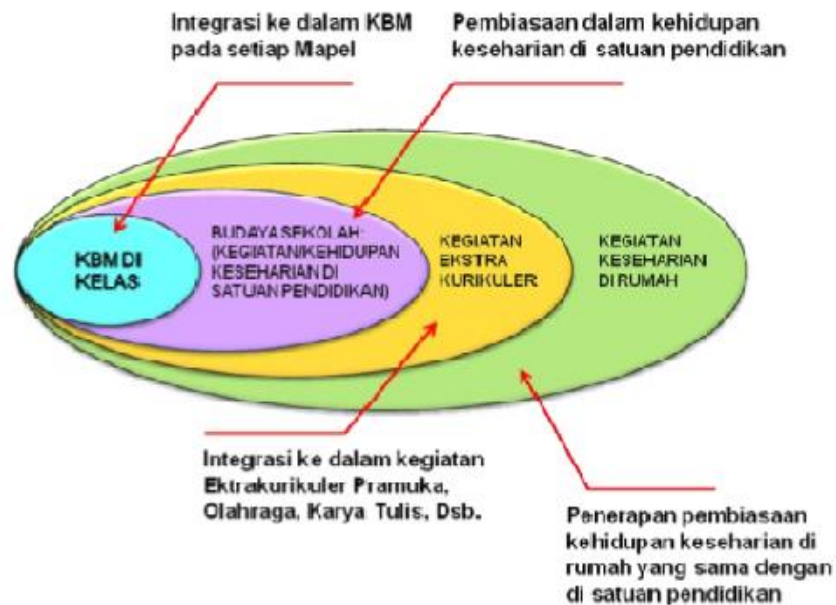 Integrasi ke dalam KBM
pada setiap Mapel
Pembiasaan dalam kehidupan
keseharian di satuan pendidikan
KBM DI
KELAS
BUDAYA SEKOLAH:
(KEGIATAN/KEHIDUPAN
KESEHARIAN DI
SATUAN PENDIDIKAN)
KEGIATAN
EKSTRA
KURIKULER
KEGIATAN
KESEHARIAN
DI RUMAH
Integrasi ke dalam kegiatan
Ektrakurikuler Pramuka,
Olahraga, Karya Tulis, Dsb.
Penerapan pembiasaan
kehidupan keseharian di
rumah yang sama dengan
di satuan pendidikan